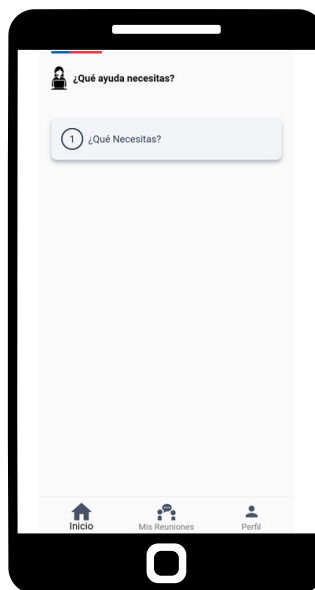 ¿Qué ayuda necesitas?
1 ¿Qué Necesitas?
Inicio Mis Reuniones Perfil